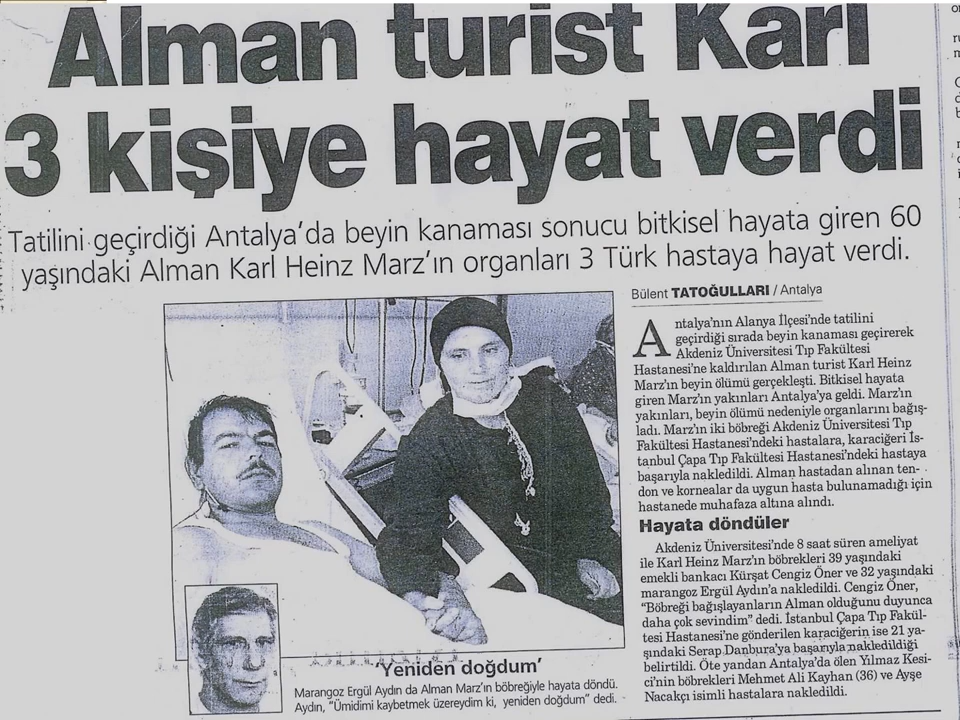 Alman turist Karl
3 kişiye hayat verdi
Tatilini geçirdiği Antalya'da beyin kanaması sonucu bitkisel hayata giren 60
yaşındaki Alman Karl Heinz Marz'ın organları 3 Türk hastaya hayat verdi.
Bülent TATOĞULLARI / Antalya
Antalya'nın Alanya İlçesi'nde tatilini
geçirdiği sırada beyin kanaması geçirerek
Akdeniz Üniversitesi Tıp Fakültesi
Hastanesi'ne kaldırılan Alman turist Karl Heinz
Marz'ın beyin ölümü gerçekleşti. Bitkisel hayata
giren Marz'ın yakınları Antalya'ya geldi. Marz'ın
yakınları, beyin ölümü nedeniyle organlarını bağış-
ladı. Marz'ın iki böbreği Akdeniz Üniversitesi Tıp
Fakültesi Hastanesi'ndeki hastalara, karaciğeri İs-
tanbul Çapa Tıp Fakültesi Hastanesi'ndeki hastaya
başarıyla nakledildi. Alman hastadan alınan ten-
don ve kornealar da uygun hasta bulunamadığı için
hastanede muhafaza altına alındı.
Hayata döndüler
Akdeniz Üniversitesi'nde 8 saat süren ameliyat
ile Karl Heinz Marz'ın böbrekleri 39 yaşındaki
emekli bankacı Kürşat Cengiz Öner ve 32 yaşındaki
marangoz Ergül Aydın'a nakledildi. Cengiz Öner,
"Böbreği bağışlayanların Alman olduğunu duyunca
daha çok sevindim" dedi. İstanbul Çapa Tıp Fakül-
tesi Hastanesi'ne gönderilen karaciğerin ise 21 ya-
şındaki Serap Danbura'ya başarıyla nakledildiği
belirtildi. Öte yandan Antalya'da ölen Yılmaz Kesi-
ci'nin böbrekleri Mehmet Ali Kayhan (36) ve Ayşe
Nacakçı isimli hastalara nakledildi.
'Yeniden doğdum'
Marangoz Ergül Aydın da Alman Marz'ın böbreğiyle hayata döndü.
Aydın, "Ümidimi kaybetmek üzereydim ki, yeniden doğdum" dedi.